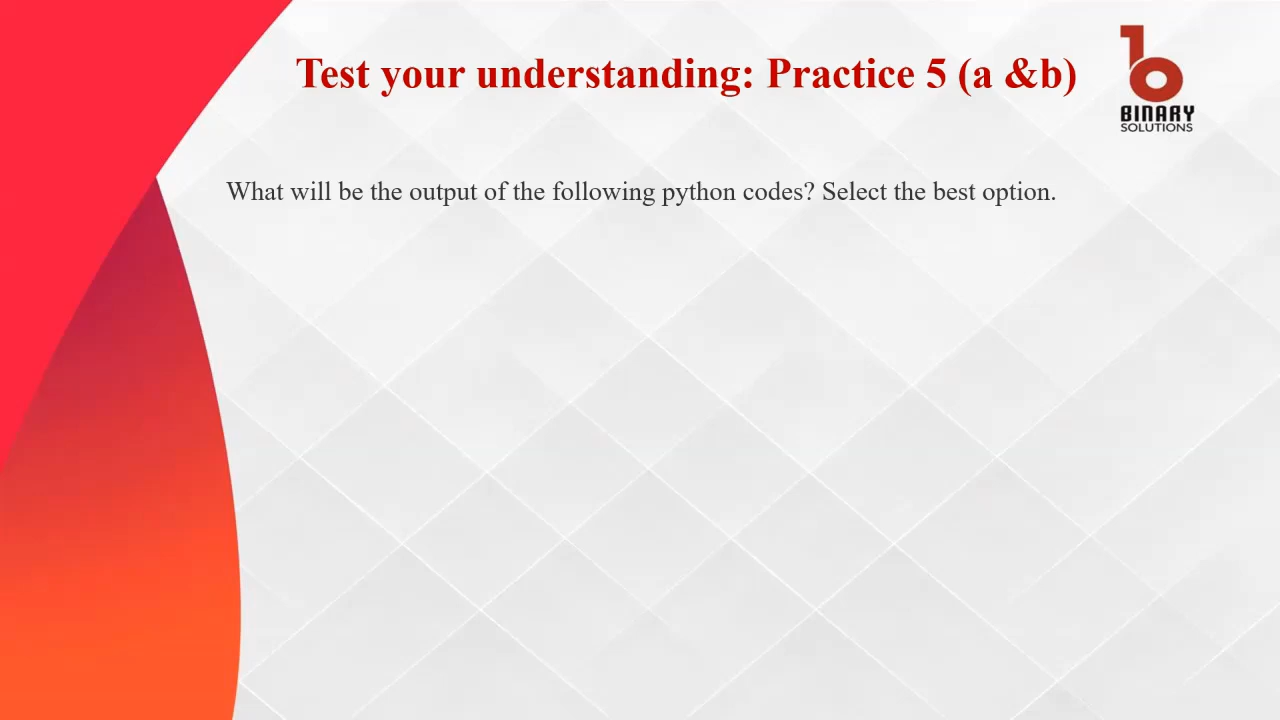 Test your understanding: Practice 5 (a &b)
BINARY
SOLUTIONS
What will be the output of the following python codes? Select the best option.